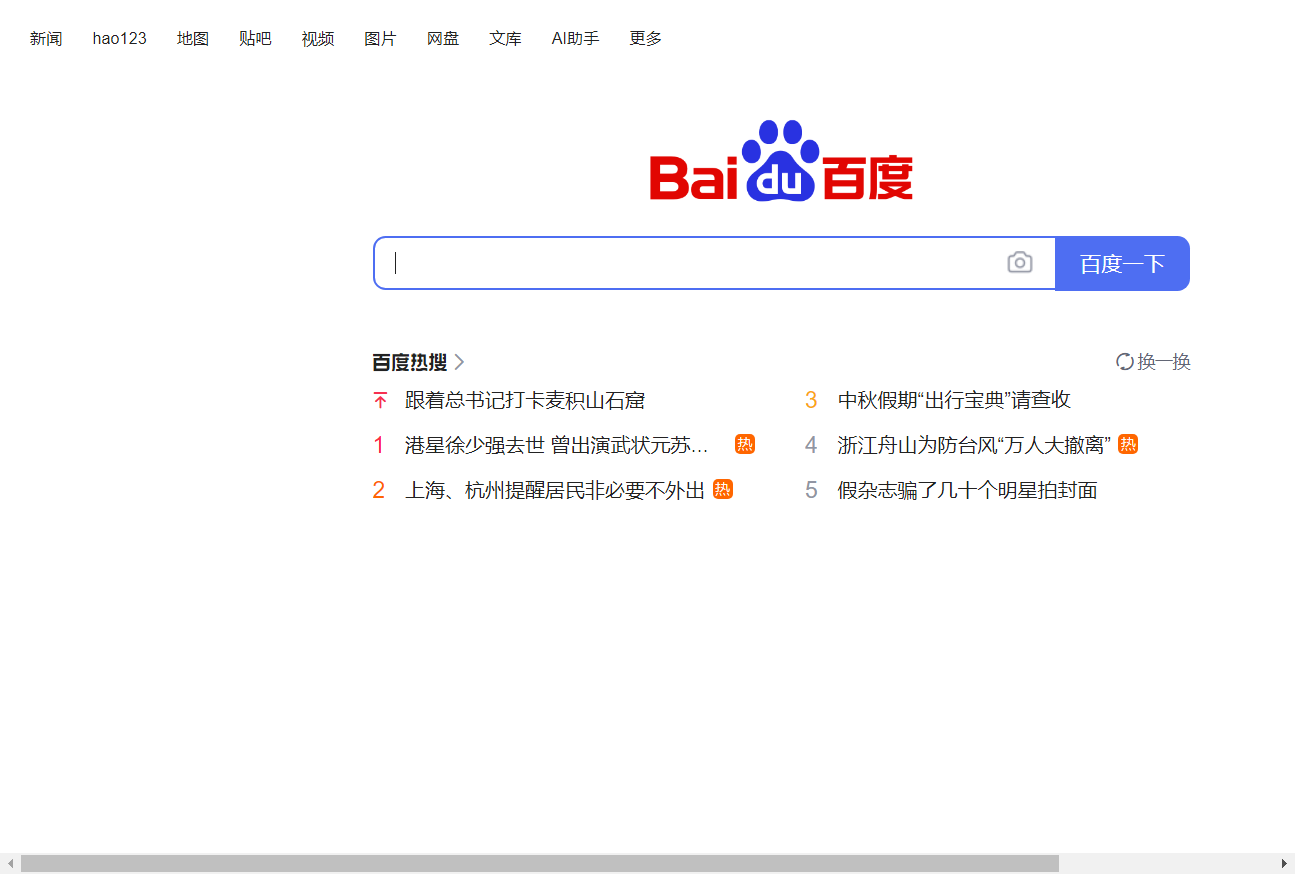 新闻 hao123 地图 贴吧 视频 图片 网盘 文库 AI助手 更多
Bai du 百度
百度一下
百度热搜 换一换
跟着总书记打卡麦积山石窟
3 中秋假期“出行宝典”请查收
1 港星徐少强去世 曾出演武状元苏... 热
4 浙江舟山为防台风“万人大撤离” 热
2 上海、杭州提醒居民非必要不外出 热
5 假杂志骗了几十个明星拍封面